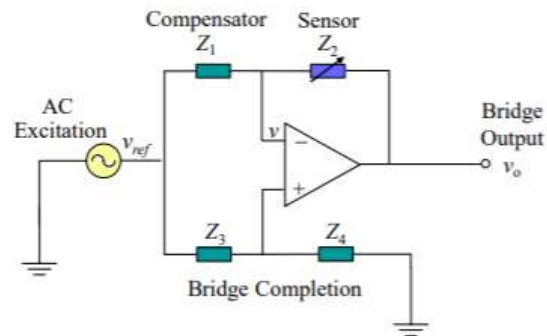 Compensator
Sensor
Z1
Z2
AC
Excitation
vref
v
−
+
Bridge
Output
vo
Z3
Z4
Bridge Completion